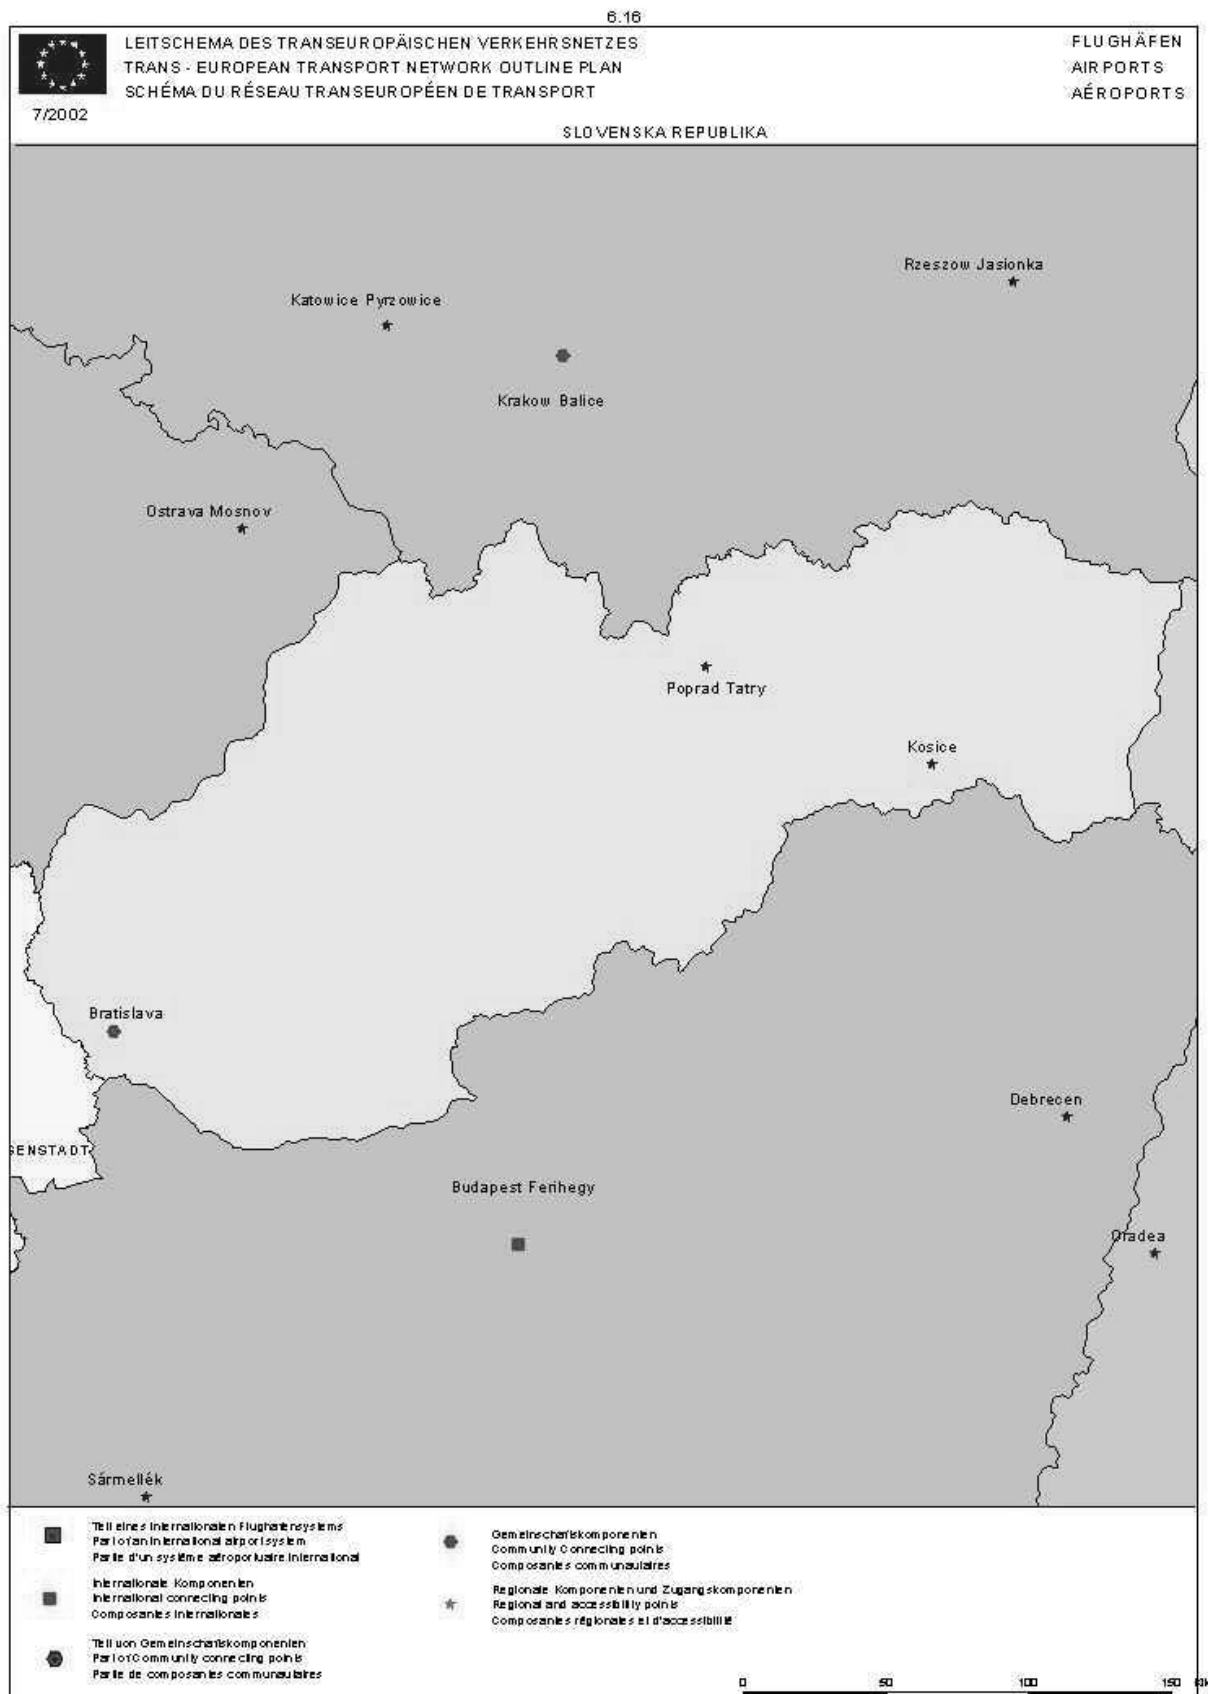 6.16
LEITSCHEMA DES TRANSEUROPÄISCHEN VERKEHRSNETZES
TRANS - EUROPEAN TRANSPORT NETWORK OUTLINE PLAN
SCHÉMA DU RÉSEAU TRANSEUROPÉEN DE TRANSPORT
7/2002
FLUGHÄFEN
AIRPORTS
AÉROPORTS
SLOVENSKA REPUBLIKA
Rzeszow Jasionka
Katowice Pyrzowice
Krakow Balice
Ostrava Mosnov
Poprad Tatry
Kosice
Bratislava
Debrecen
SENSTADT
Budapest Ferihegy
Oradea
Sármellék
Teil eines Internationalen Flughafensystems
Part of an International airport system
Partie d'un système aéroportuaire International
Internationale Komponenten
International connecting points
Composantes Internationales
Teil von Gemeinschaftskomponenten
Part of Community connecting points
Partie de composantes communautaires
Gemeinschaftskomponenten
Community Connecting points
Composantes communautaires
Regionale Komponenten und Zugangskomponenten
Regional and accessibility points
Composantes régionales et d'accessibilité
0 50 100 150